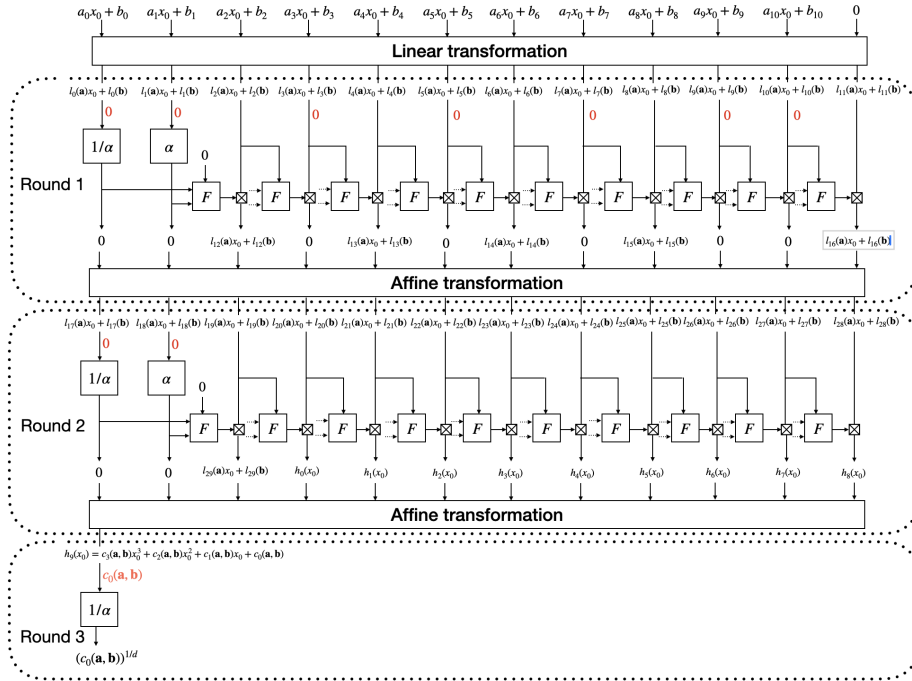 a₀x₀ + b₀ a₁x₀ + b₁ a₂x₀ + b₂ a₃x₀ + b₃ a₄x₀ + b₄ a₅x₀ + b₅ a₆x₀ + b₆ a₇x₀ + b₇ a₈x₀ + b₈ a₉x₀ + b₉ a₁₀x₀ + b₁₀ 0
Linear transformation
l₀(𝐚)x₀ + l₀(𝐛) l₁(𝐚)x₀ + l₁(𝐛) l₂(𝐚)x₀ + l₂(𝐛) l₃(𝐚)x₀ + l₃(𝐛) l₄(𝐚)x₀ + l₄(𝐛) l₅(𝐚)x₀ + l₅(𝐛) l₆(𝐚)x₀ + l₆(𝐛) l₇(𝐚)x₀ + l₇(𝐛) l₈(𝐚)x₀ + l₈(𝐛) l₉(𝐚)x₀ + l₉(𝐛) l₁₀(𝐚)x₀ + l₁₀(𝐛) l₁₁(𝐚)x₀ + l₁₁(𝐛)
0 0 0 0 0 0 0
1/α α 0
Round 1
F F F F F F F F F F
0 0 l₁₂(𝐚)x₀ + l₁₂(𝐛) 0 l₁₃(𝐚)x₀ + l₁₃(𝐛) 0 l₁₄(𝐚)x₀ + l₁₄(𝐛) 0 l₁₅(𝐚)x₀ + l₁₅(𝐛) 0 0 l₁₆(𝐚)x₀ + l₁₆(𝐛)
Affine transformation
l₁₇(𝐚)x₀ + l₁₇(𝐛) l₁₈(𝐚)x₀ + l₁₈(𝐛) l₁₉(𝐚)x₀ + l₁₉(𝐛) l₂₀(𝐚)x₀ + l₂₀(𝐛) l₂₁(𝐚)x₀ + l₂₁(𝐛) l₂₂(𝐚)x₀ + l₂₂(𝐛) l₂₃(𝐚)x₀ + l₂₃(𝐛) l₂₄(𝐚)x₀ + l₂₄(𝐛) l₂₅(𝐚)x₀ + l₂₅(𝐛) l₂₆(𝐚)x₀ + l₂₆(𝐛) l₂₇(𝐚)x₀ + l₂₇(𝐛) l₂₈(𝐚)x₀ + l₂₈(𝐛)
0 0
1/α α 0
Round 2
F F F F F F F F F F
0 0 l₂₉(𝐚)x₀ + l₂₉(𝐛) h₀(x₀) h₁(x₀) h₂(x₀) h₃(x₀) h₄(x₀) h₅(x₀) h₆(x₀) h₇(x₀) h₈(x₀)
Affine transformation
h₉(x₀) = c₃(𝐚, 𝐛)x₀³ + c₂(𝐚, 𝐛)x₀² + c₁(𝐚, 𝐛)x₀ + c₀(𝐚, 𝐛)
c₀(𝐚, 𝐛)
1/α
Round 3
(c₀(𝐚, 𝐛))^{1/d}